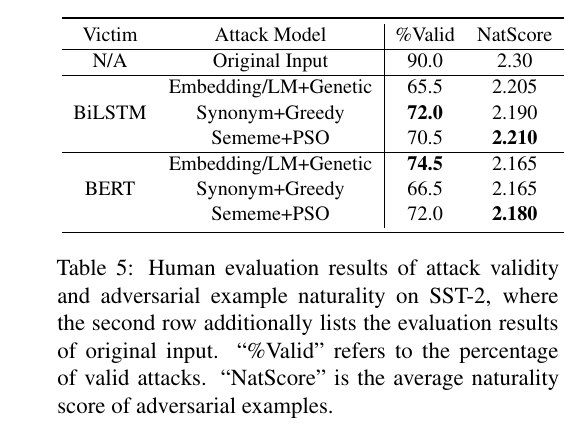 Victim Attack Model %Valid NatScore
N/A Original Input 90.0 2.30
Embedding/LM+Genetic 65.5 2.205
BiLSTM Synonym+Greedy 72.0 2.190
Sememe+PSO 70.5 2.210
Embedding/LM+Genetic 74.5 2.165
BERT Synonym+Greedy 66.5 2.165
Sememe+PSO 72.0 2.180
Table 5: Human evaluation results of attack validity
and adversarial example naturality on SST-2, where
the second row additionally lists the evaluation results
of original input. “%Valid” refers to the percentage
of valid attacks. “NatScore” is the average naturality
score of adversarial examples.